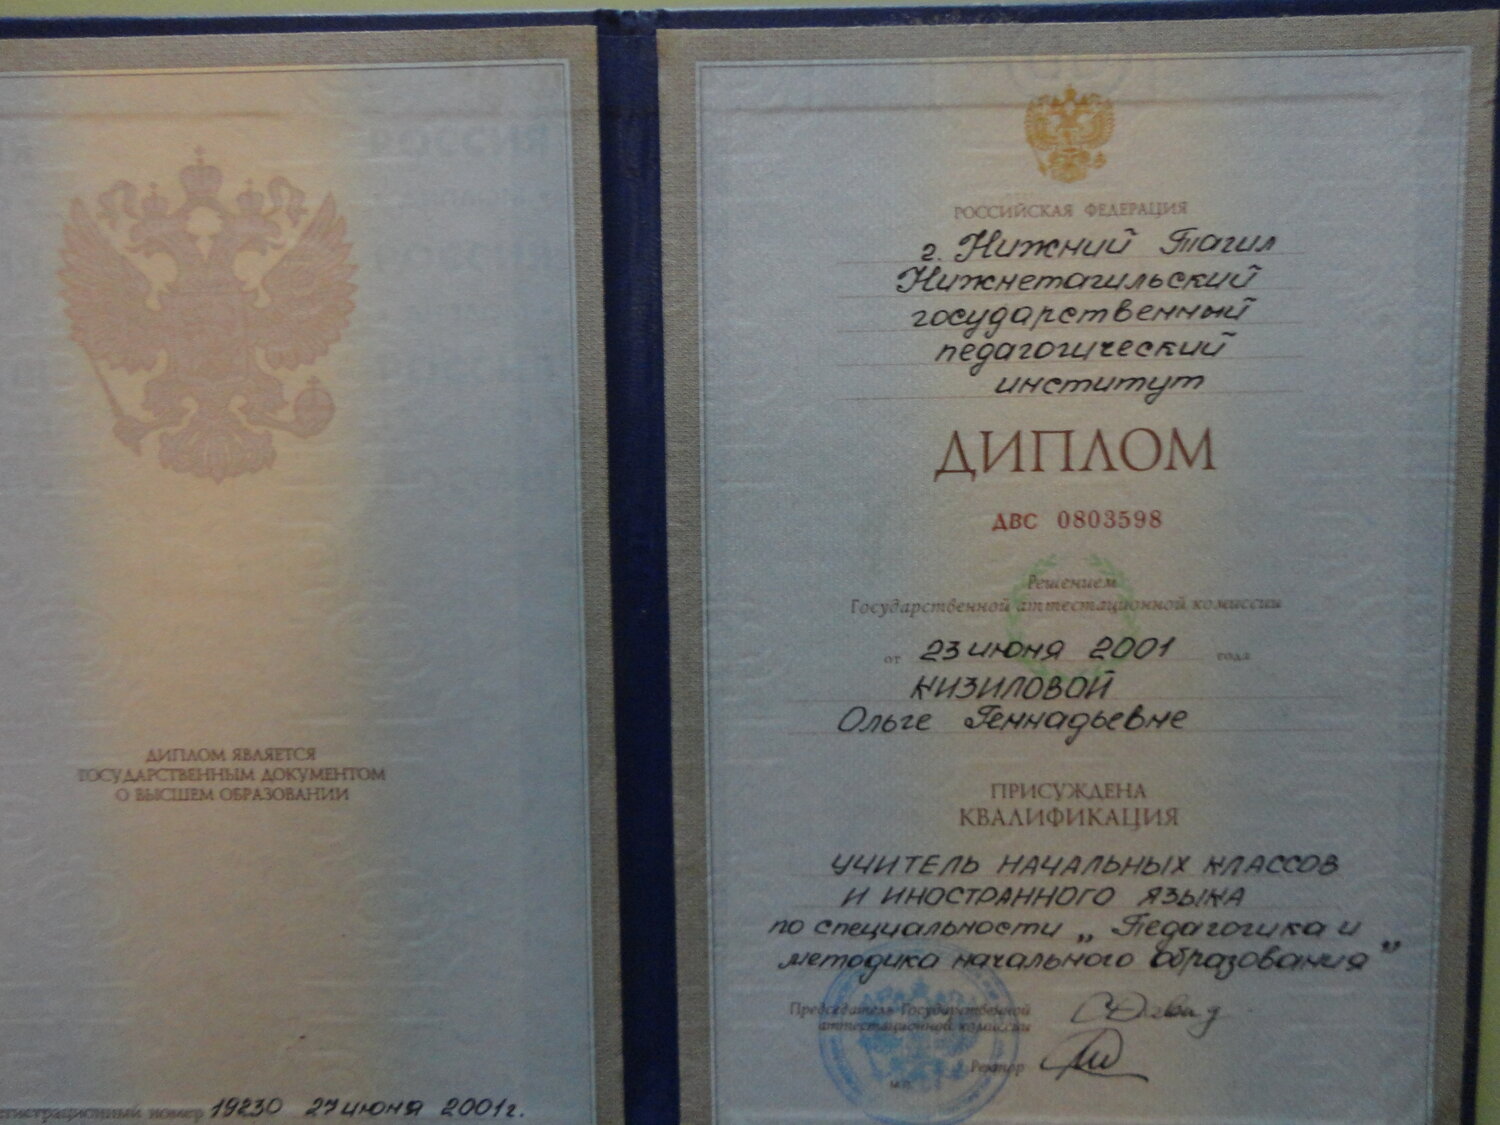 ДИПЛОМ ЯВЛЯЕТСЯ
ГОСУДАРСТВЕННЫМ ДОКУМЕНТОМ
О ВЫСШЕМ ОБРАЗОВАНИИ
номер 19230 27 июня 2001г.
РОССИЙСКАЯ ФЕДЕРАЦИЯ
г. Нижний Тагил
Нижнетагильский
государственный
педагогический
институт
ДИПЛОМ
ДВС 0803598
Решением
Государственной аттестационной комиссии
от 23 июня 2001 года
КИЗИЛОВОЙ
Ольге Геннадьевне
ПРИСУЖДЕНА
КВАЛИФИКАЦИЯ
УЧИТЕЛЬ НАЧАЛЬНЫХ КЛАССОВ
И ИНОСТРАННОГО ЯЗЫКА
по специальности „Педагогика и
методика начального образования”
Председатель Государственной
аттестационной комиссии
Ректор
М.П.